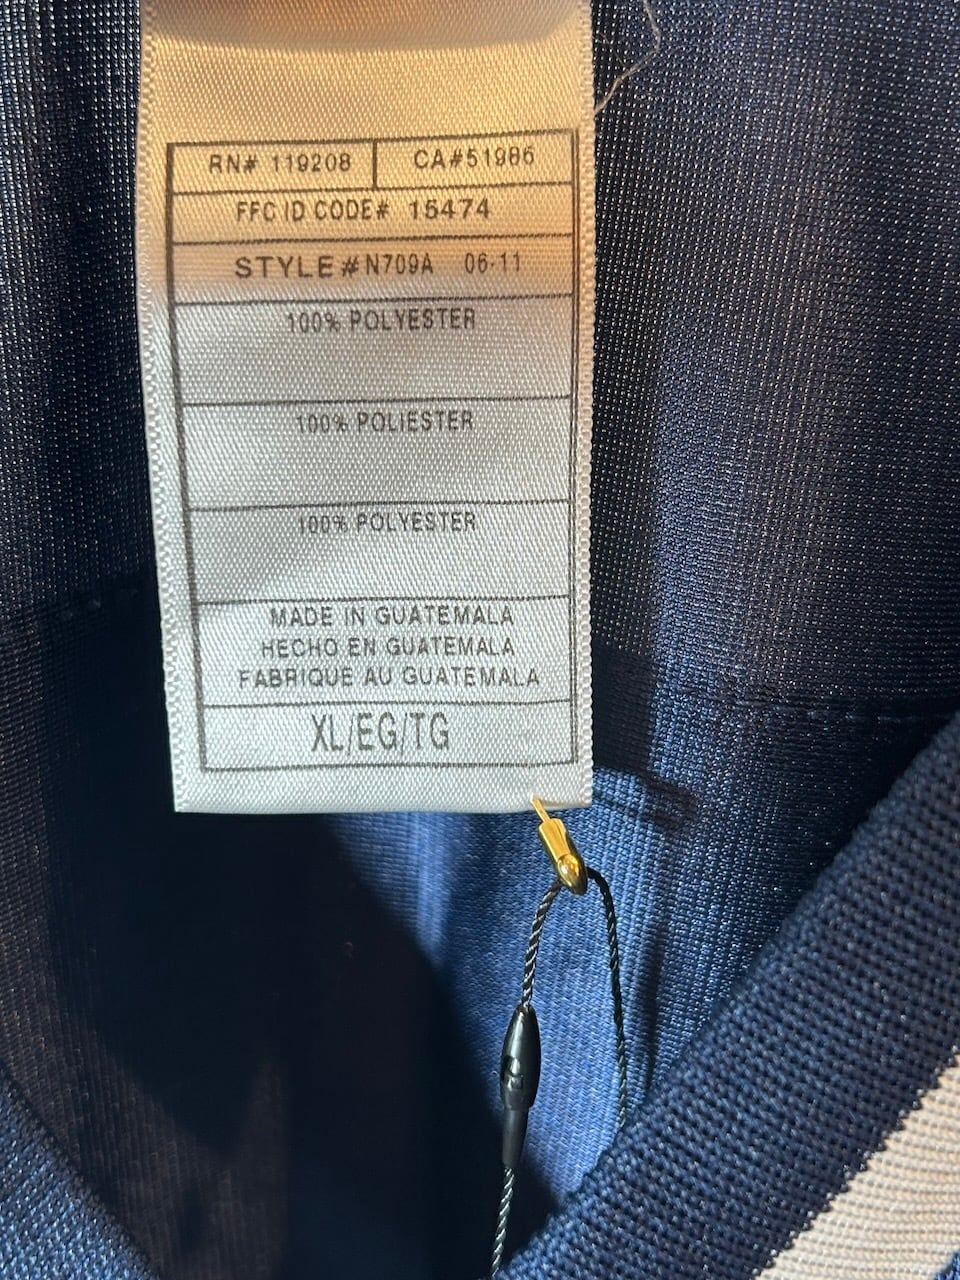 RN# 119208 CA#51986
FFC ID CODE# 15474
STYLE# N709A 06-11
100% POLYESTER
100% POLIESTER
100% POLYESTER
MADE IN GUATEMALA
HECHO EN GUATEMALA
FABRIQUE AU GUATEMALA
XL/EG/TG